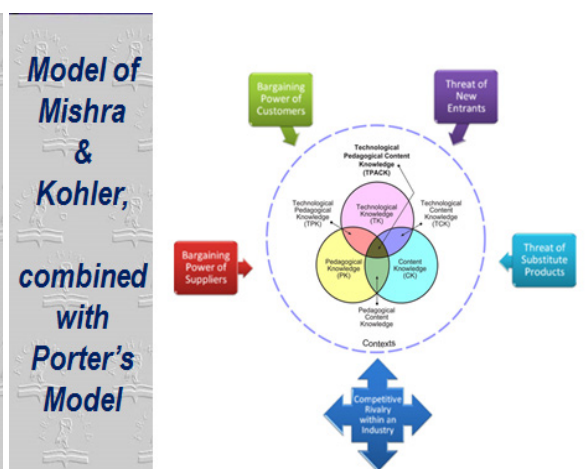 Model of
Mishra
&
Kohler,
combined
with
Porter's
Model
Bargaining
Power of
Customers
Threat of
New
Entrants
Technological
Pedagogical Content
Knowledge
(TPACK)
Technological
Pedagogical
Knowledge
(TPK)
Technological
Knowledge
(TK)
Technological
Content
Knowledge
(TCK)
Bargaining
Power of
Suppliers
Pedagogical
Knowledge
(PK)
Content
Knowledge
(CK)
Threat of
Substitute
Products
Pedagogical
Content
Knowledge
Contexts
Competitive
Rivalry
within an
Industry